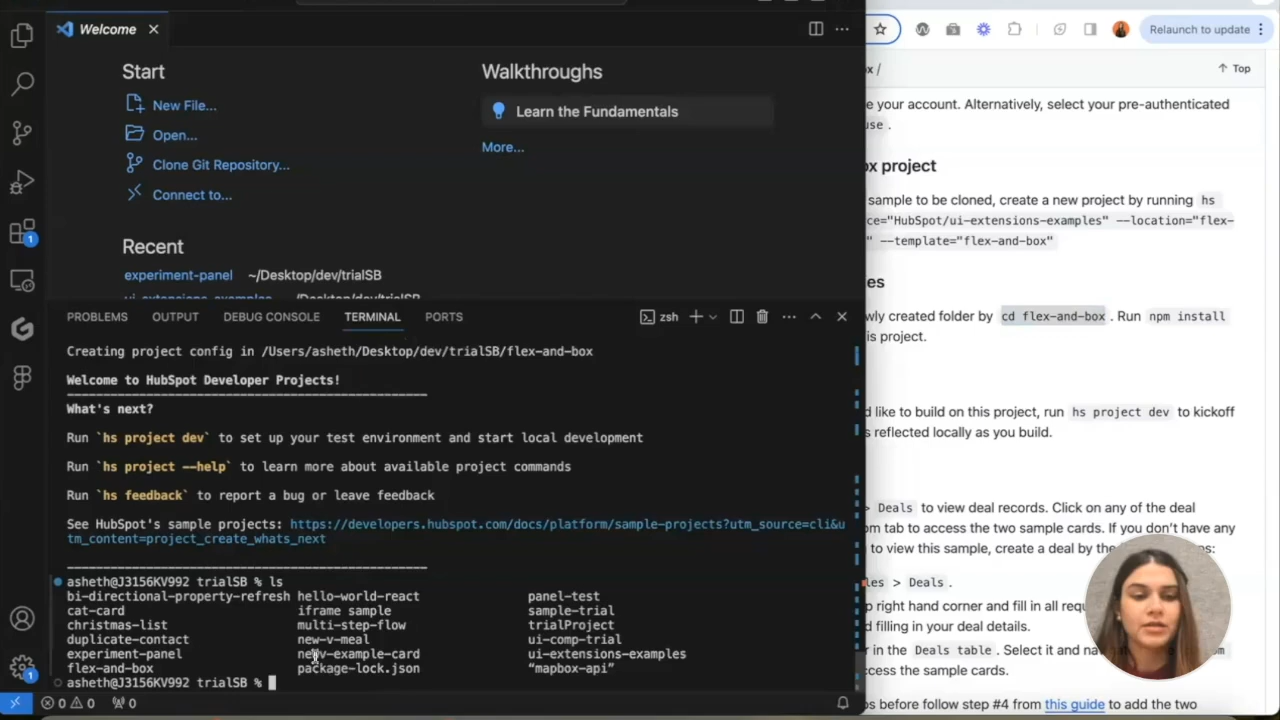 Welcome
Start
New File...
Open...
Clone Git Repository...
Connect to...
Recent
experiment-panel ~/Desktop/dev/trialSB
Walkthroughs
Learn the Fundamentals
More...
PROBLEMS OUTPUT DEBUG CONSOLE TERMINAL PORTS
zsh
Creating project config in /Users/asheth/Desktop/dev/trialSB/flex-and-box
Welcome to HubSpot Developer Projects!
What's next?
Run `hs project dev` to set up your test environment and start local development
Run `hs project --help` to learn more about available project commands
Run `hs feedback` to report a bug or leave feedback
See HubSpot's sample projects: https://developers.hubspot.com/docs/platform/sample-projects?utm_source=cli&u
tm_content=project_create_whats_next
asheth@J3156KV992 trialSB % ls
bi-directional-property-refresh hello-world-react panel-test
cat-card iframe sample sample-trial
christmas-list multi-step-flow trialProject
duplicate-contact new-v-meal ui-comp-trial
experiment-panel new-example-card ui-extensions-examples
flex-and-box package-lock.json “mapbox-api”
asheth@J3156KV992 trialSB %
0 0 0
1
1
Relaunch to update
x /
Top
e your account. Alternatively, select your pre-authenticated
use .
x project
sample to be cloned, create a new project by running hs
ce="HubSpot/ui-extensions-examples" --location="flex-
" --template="flex-and-box"
es
wly created folder by cd flex-and-box . Run npm install
is project.
d like to build on this project, run hs project dev to kickoff
s reflected locally as you build.
> Deals to view deal records. Click on any of the deal
om tab to access the two sample cards. If you don’t have any
to view this sample, create a deal by the
les > Deals .
p right hand corner and fill in all
d filling in your deal details.
r in the Deals table . Select it and
ccess the sample cards.
os before follow step #4 from this guide to add the two